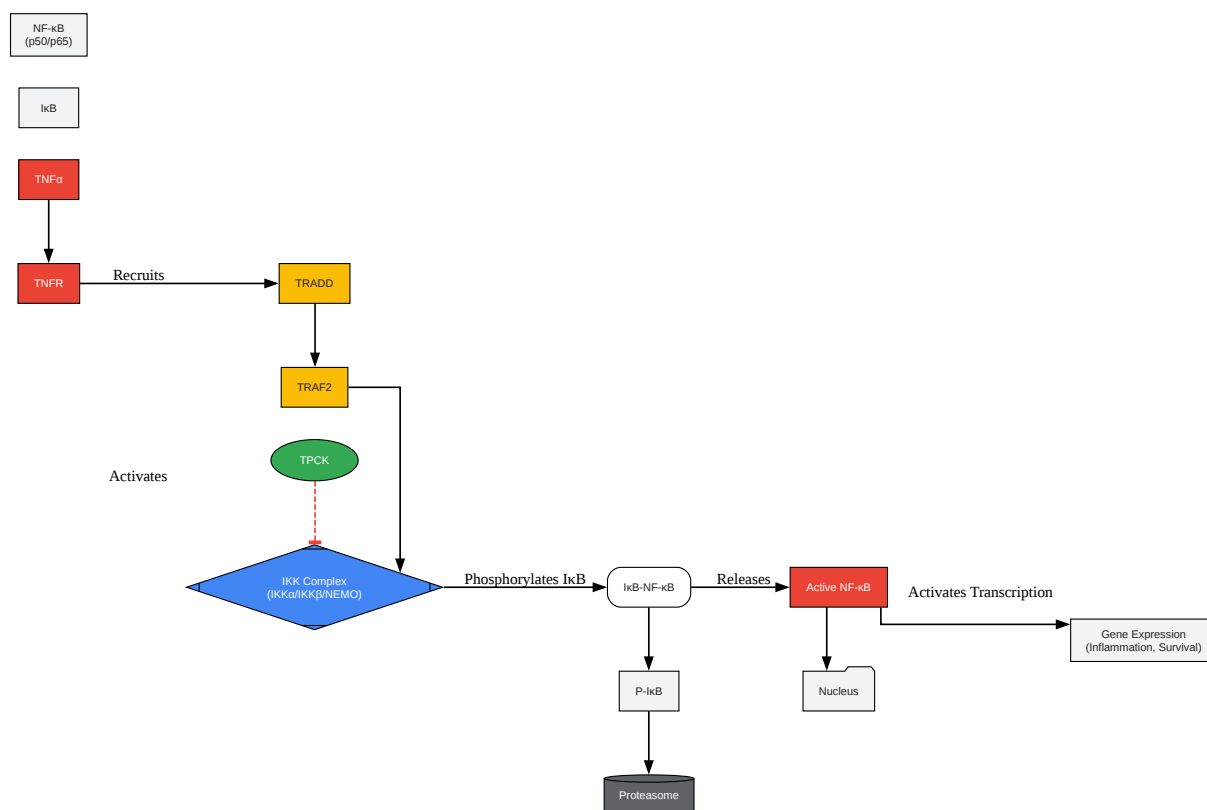 NF-κB
(p50/p65)
IκB
TNFα
TNFR
Recruits
TRADD
TRAF2
TPCK
Activates
IKK Complex
(IKKα/IKKβ/NEMO)
Phosphorylates IκB
IκB-NF-κB
Releases
Active NF-κB
Activates Transcription
Gene Expression
(Inflammation, Survival)
P-IκB
Nucleus
Proteasome